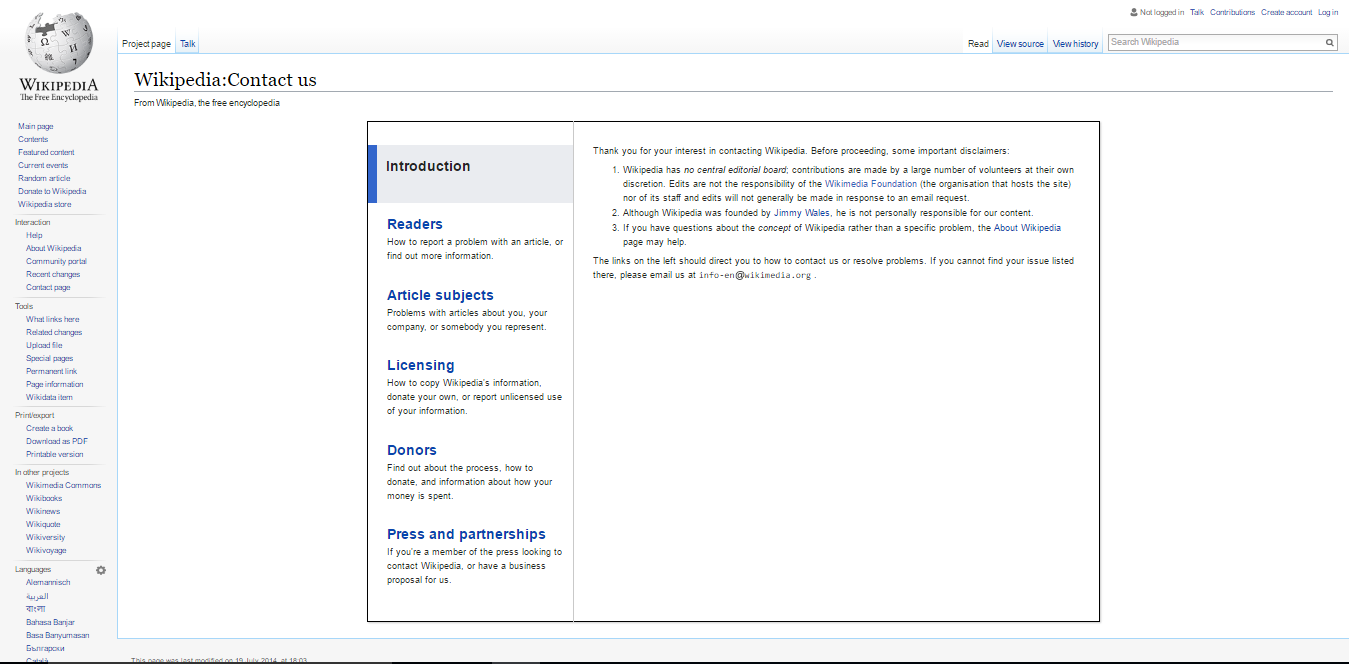 Not logged in Talk Contributions Create account Log in
Project page Talk
Read View source View history Search Wikipedia
WIKIPEDIA
The Free Encyclopedia
Main page
Contents
Featured content
Current events
Random article
Donate to Wikipedia
Wikipedia store
Interaction
Help
About Wikipedia
Community portal
Recent changes
Contact page
Tools
What links here
Related changes
Upload file
Special pages
Permanent link
Page information
Wikidata item
Print/export
Create a book
Download as PDF
Printable version
In other projects
Wikimedia Commons
Wikibooks
Wikinews
Wikiquote
Wikiversity
Wikivoyage
Languages
Alemannisch
العربية
বাংলা
Bahasa Banjar
Basa Banyumasan
Български
Català
Wikipedia:Contact us
From Wikipedia, the free encyclopedia
Introduction
Readers
How to report a problem with an article, or
find out more information.
Article subjects
Problems with articles about you, your
company, or somebody you represent.
Licensing
How to copy Wikipedia's information,
donate your own, or report unlicensed use
of your information.
Donors
Find out about the process, how to
donate, and information about how your
money is spent.
Press and partnerships
If you're a member of the press looking to
contact Wikipedia, or have a business
proposal for us.
Thank you for your interest in contacting Wikipedia. Before proceeding, some important disclaimers:
1. Wikipedia has no central editorial board; contributions are made by a large number of volunteers at their own
discretion. Edits are not the responsibility of the Wikimedia Foundation (the organisation that hosts the site)
nor of its staff and edits will not generally be made in response to an email request.
2. Although Wikipedia was founded by Jimmy Wales, he is not personally responsible for our content.
3. If you have questions about the concept of Wikipedia rather than a specific problem, the About Wikipedia
page may help.
The links on the left should direct you to how to contact us or resolve problems. If you cannot find your issue listed
there, please email us at info-en@wikimedia.org .
This page was last modified on 19 July 2014, at 18:03